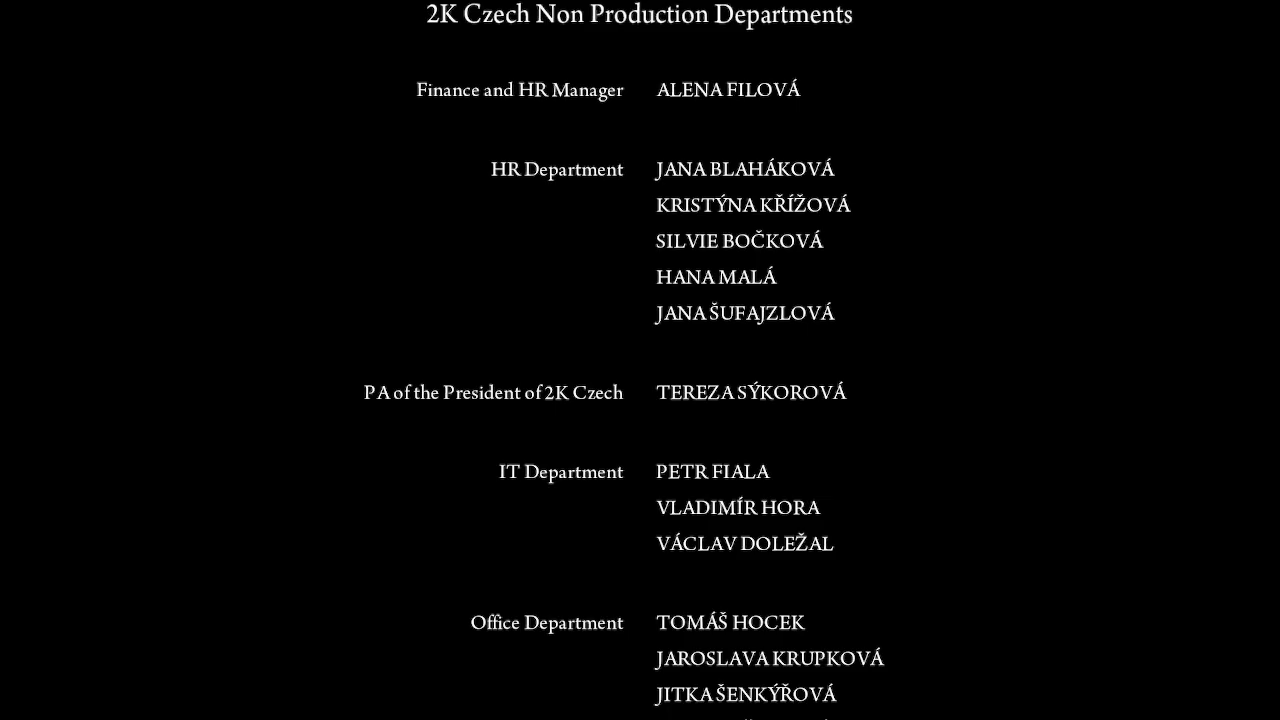 2K Czech Non Production Departments
Finance and HR Manager ALENA FILOVÁ
HR Department JANA BLAHÁKOVÁ
KRISTÝNA KŘÍŽOVÁ
SILVIE BOČKOVÁ
HANA MALÁ
JANA ŠUFAJZLOVÁ
PA of the President of 2K Czech TEREZA SÝKOROVÁ
IT Department PETR FIALA
VLADIMÍR HORA
VÁCLAV DOLEŽAL
Office Department TOMÁŠ HOCEK
JAROSLAVA KRUPKOVÁ
JITKA ŠENKÝŘOVÁ